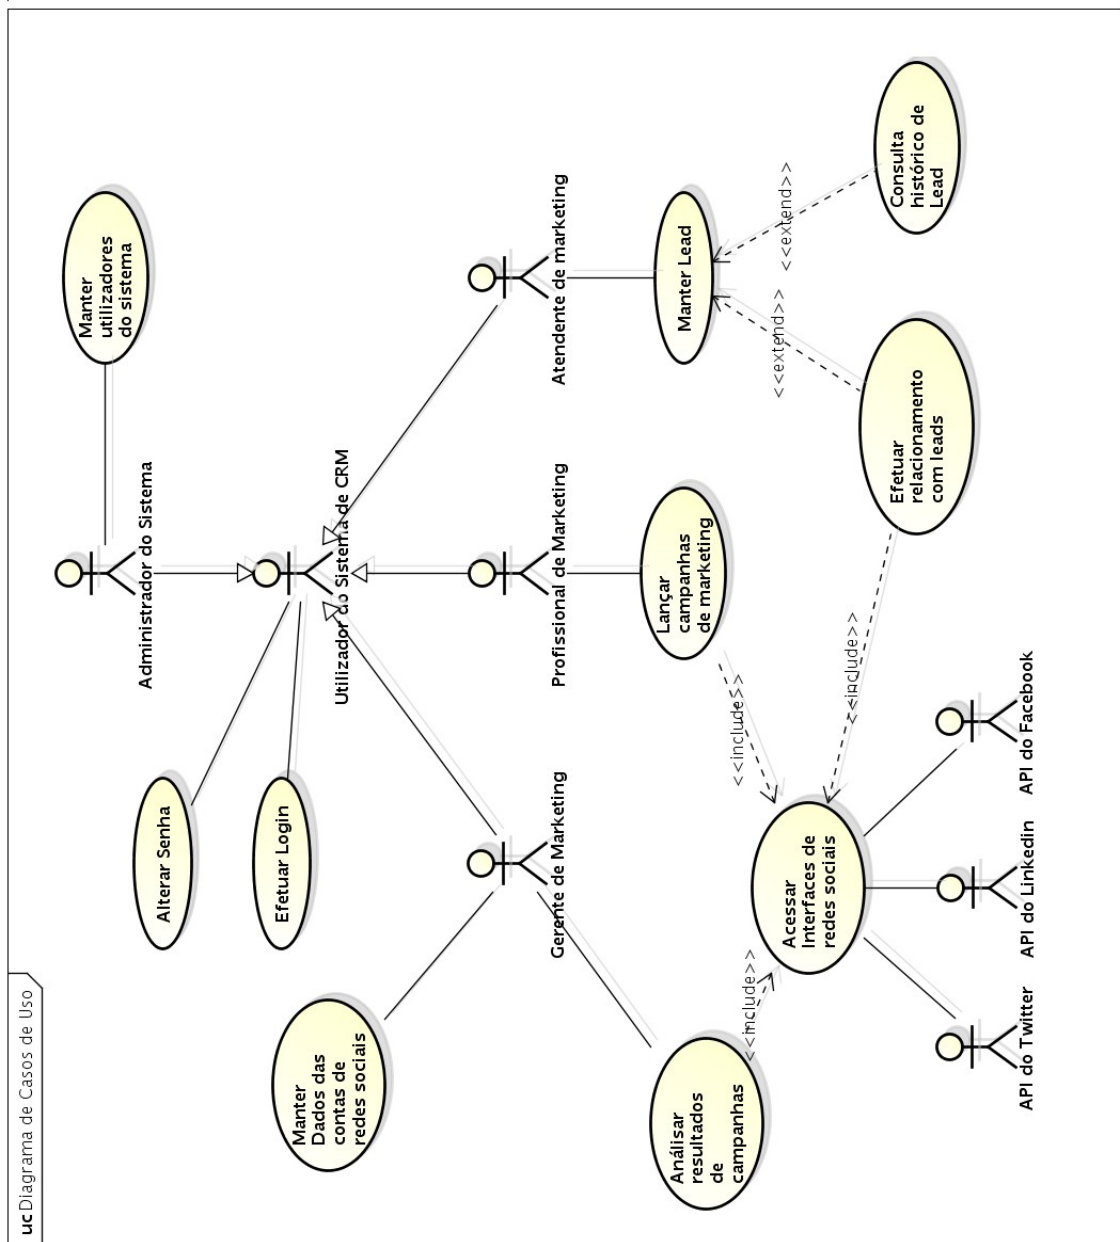 uc Diagrama de Casos de Uso
Administrador do Sistema
Manter
utilizadores
do sistema
Alterar Senha
Efetuar Login
Utilizador do Sistema de CRM
Manter
Dados das
contas de
redes sociais
Gerente de Marketing
Profissional de Marketing
Atendente de marketing
Análisar
resultados
de
campanhas
Lançar
campanhas
de marketing
Manter Lead
<<include>>
<<include>>
<<extend>>
<<extend>>
Acessar
Interfaces de
redes sociais
<<include>>
Efetuar
relacionamento
com leads
Consulta
histórico de
Lead
API do Twitter
API do Linkedin
API do Facebook